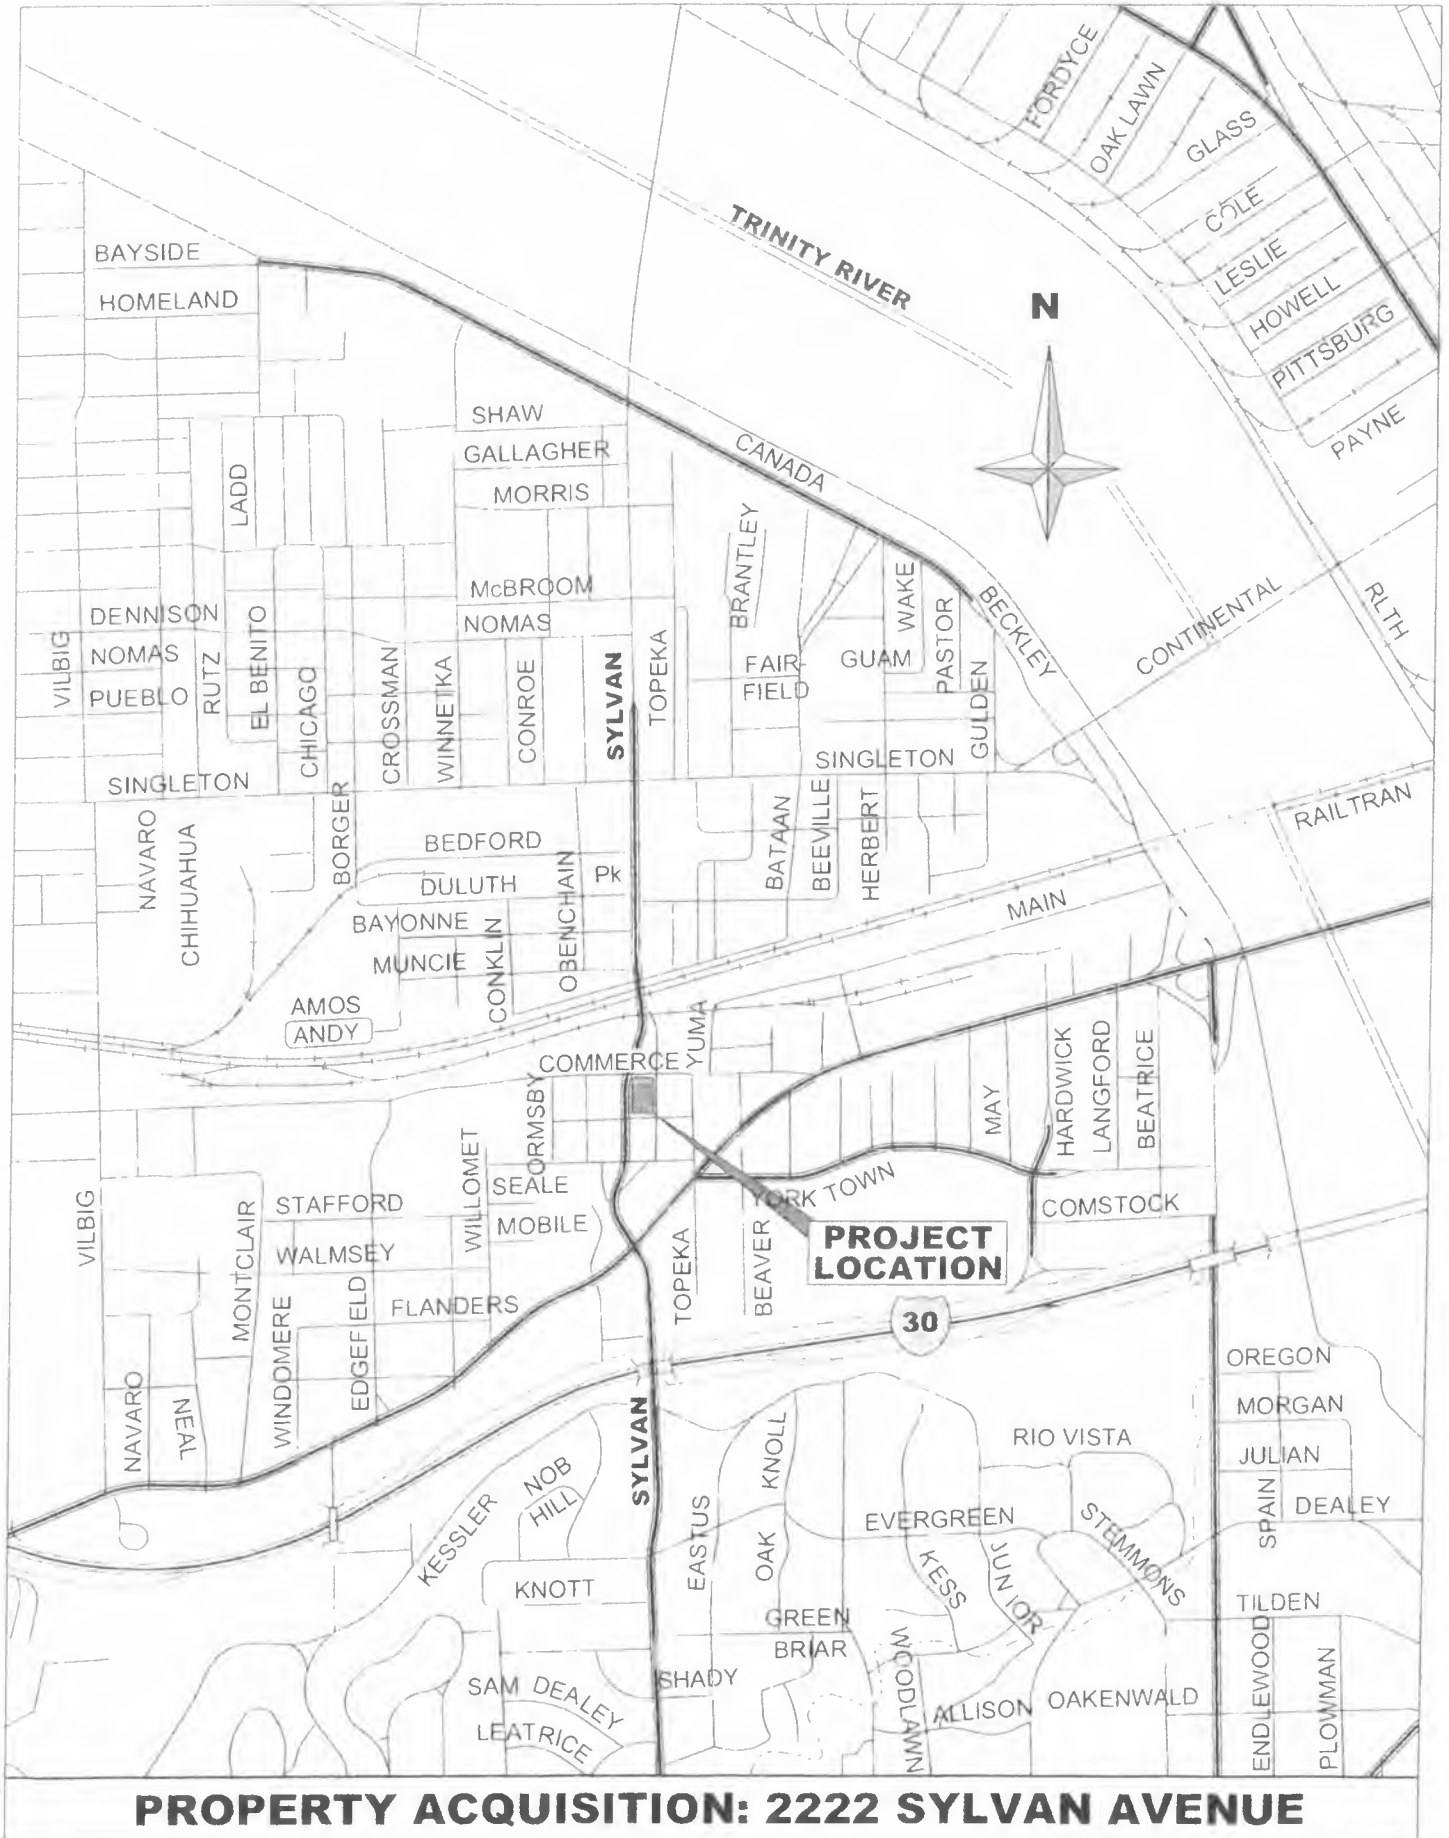 FORDYCE
OAK LAWN
GLASS
COLE
LESLIE
HOWELL
PITTSBURG
PAYNE
TRINITY RIVER
N
BAYSIDE
HOMELAND
SHAW
GALLAGHER
MORRIS
CANADA
LADD
BRANTLEY
McBROOM
WAKE
BECKLEY
CONTINENTAL
RLTH
DENNISON
NOMAS
NOMAS
PUEBLO
VILBIG
RUTZ
EL BENITO
CHICAGO
CROSSMAN
WINNETKA
CONROE
SYLVAN
TOPEKA
FAIR-
FIELD
GUAM
PASTOR
GULDEN
SINGLETON
SINGLETON
NAVARO
CHIHUAHUA
BORGER
BEDFORD
DULUTH
OBENCHAIN
Pk
BATAAN
BEEVILLE
HERBERT
RAILTRAN
MAIN
BAYONNE
MUNCIE
CONKLIN
AMOS
ANDY
COMMERCE
YUMA
ORMSBY
MAY
HARDWICK
LANGFORD
BEATRICE
WILLOMET
SEALE
MOBILE
YORK TOWN
COMSTOCK
VILBIG
MONTCLAIR
STAFFORD
WALMSEY
FLANDERS
TOPEKA
BEAVER
PROJECT
LOCATION
30
WINDOMERE
EDGEFIELD
NAVARO
NEAL
SYLVAN
OREGON
MORGAN
JULIAN
SPAIN
DEALEY
RIO VISTA
NOB
HILL
KESSLER
KNOTT
EASTUS
OAK KNOLL
EVERGREEN
KESS
JUNIOR
STEMMONS
TILDEN
GREEN
BRIAR
SHADY
SAM DEALEY
LEATRICE
WOODLAWN
ALLISON
OAKENWALD
ENDLEWOOD
PLOWMAN
PROPERTY ACQUISITION: 2222 SYLVAN AVENUE